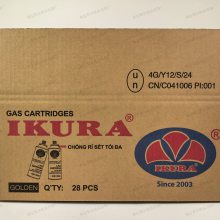 u
n
4G/Y12/S/24
CN/C041006 PI:001
GAS CARTRIDGES
IKURA®
CHỐNG RỈ SÉT TỐI ĐA
GOLDEN Q'TY: 28 PCS
IKURA
Since 2003